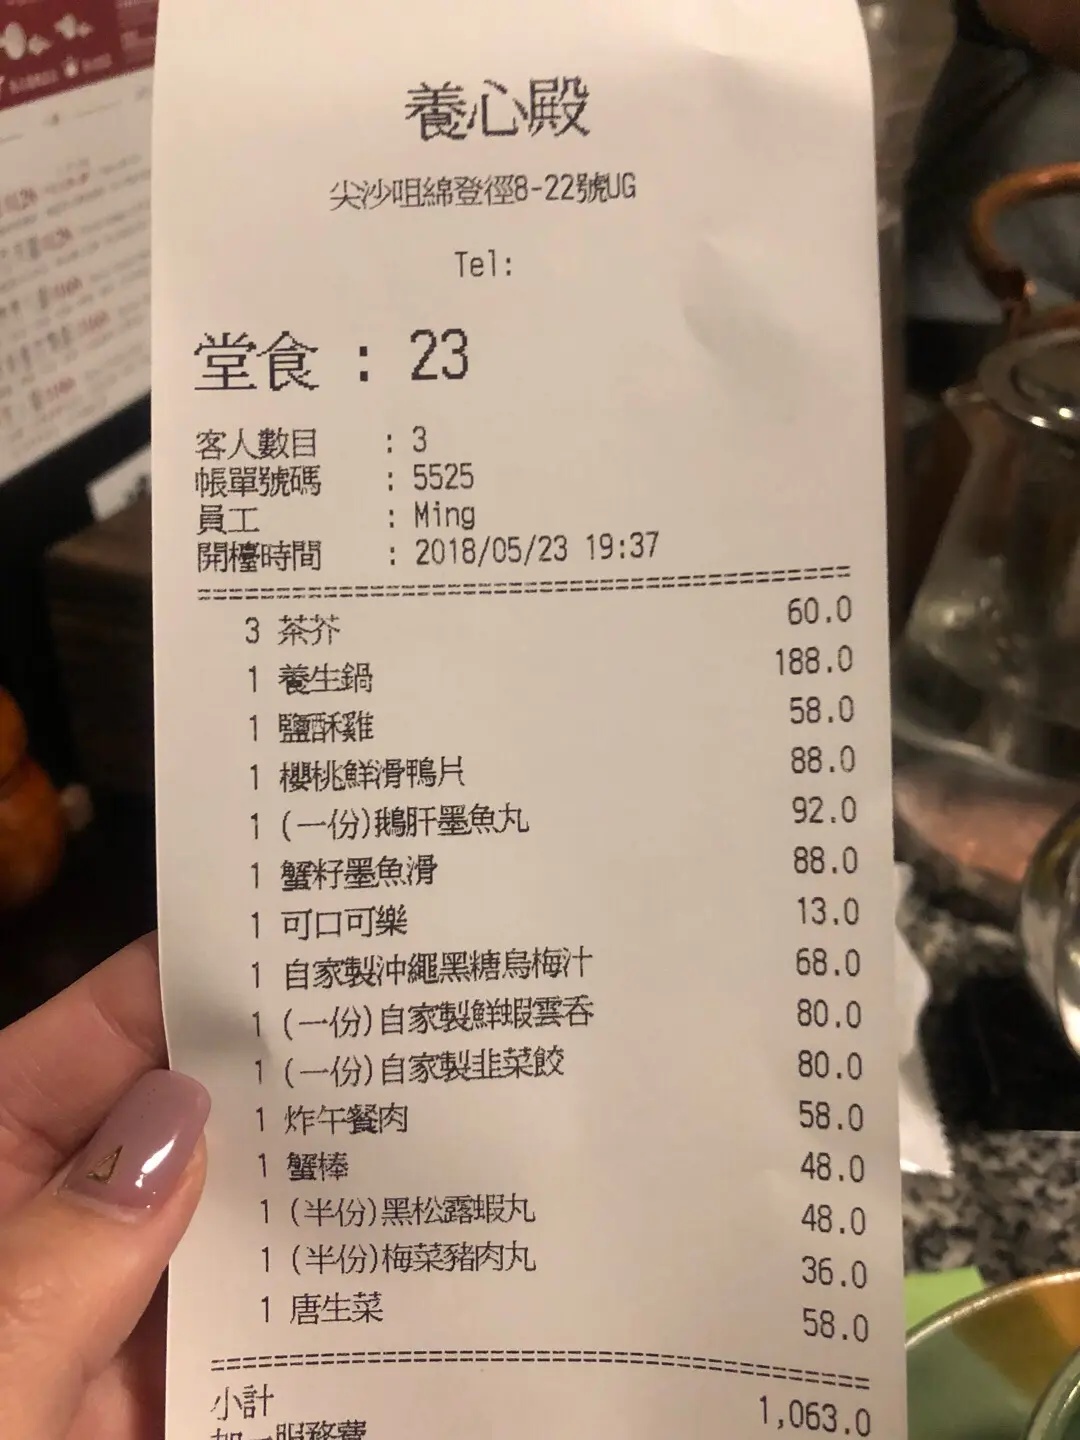 養心殿
尖沙咀綿登徑8-22號UG
Tel:
堂食 : 23
客人數目 : 3
帳單號碼 : 5525
員工 : Ming
開檯時間 : 2018/05/23 19:37
3 茶芥 60.0
1 養生鍋 188.0
1 鹽酥雞 58.0
1 櫻桃鮮滑鴨片 88.0
1 (一份)鵝肝墨魚丸 92.0
1 蟹籽墨魚滑 88.0
1 可口可樂 13.0
1 自家製沖繩黑糖烏梅汁 68.0
1 (一份)自家製鮮蝦雲吞 80.0
1 (一份)自家製韭菜餃 80.0
1 炸午餐肉 58.0
1 蟹棒 48.0
1 (半份)黑松露蝦丸 48.0
1 (半份)梅菜豬肉丸 36.0
1 唐生菜 58.0
小計 1,063.0
加一服務費